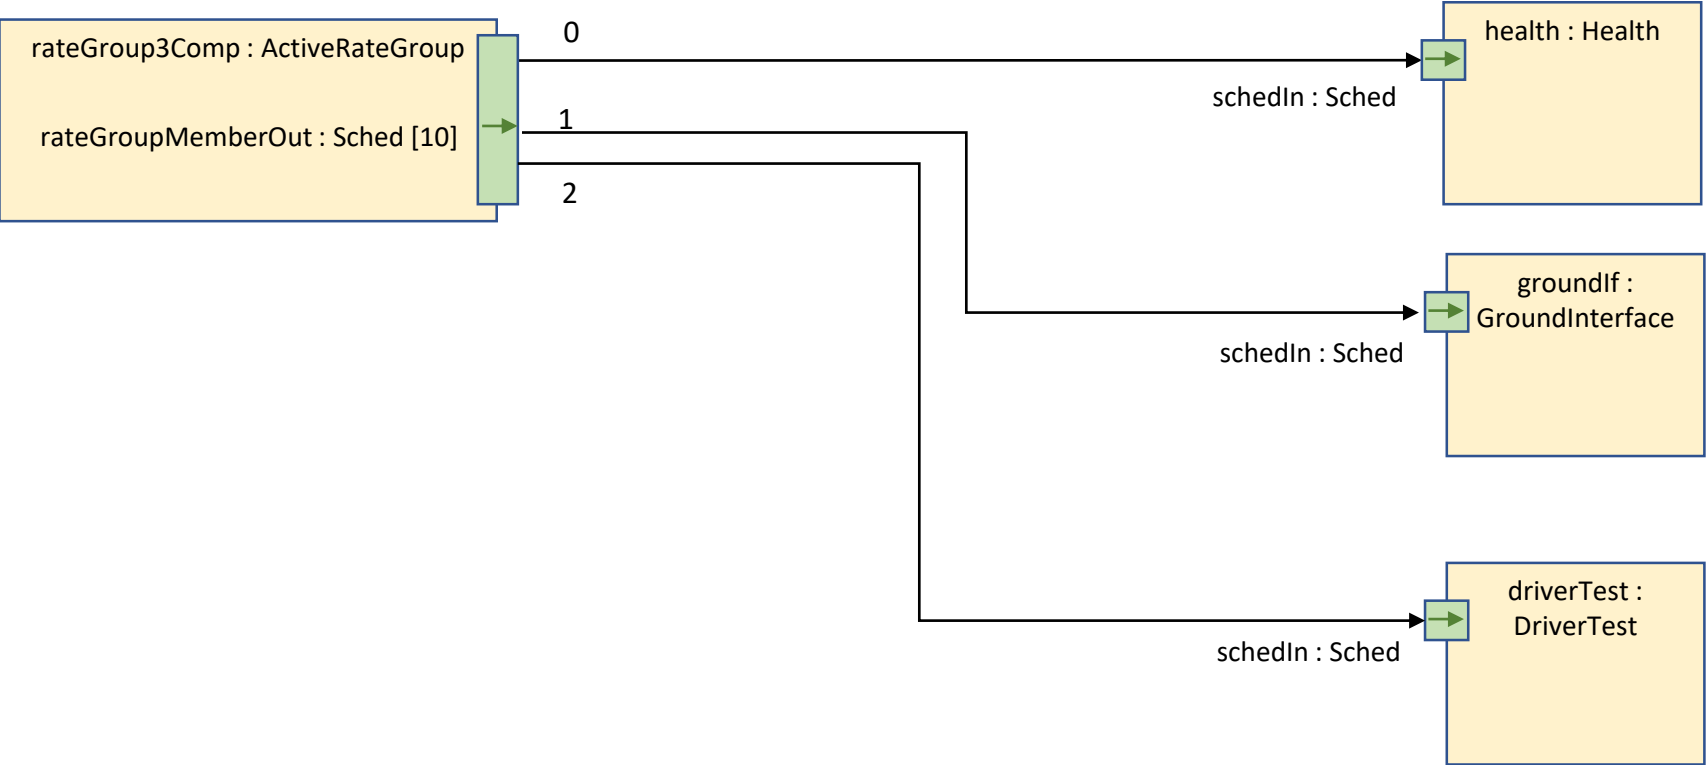 rateGroup3Comp : ActiveRateGroup
rateGroupMemberOut : Sched [10]
0
1
2
schedIn : Sched
health : Health
schedIn : Sched
groundIf :
GroundInterface
schedIn : Sched
driverTest :
DriverTest